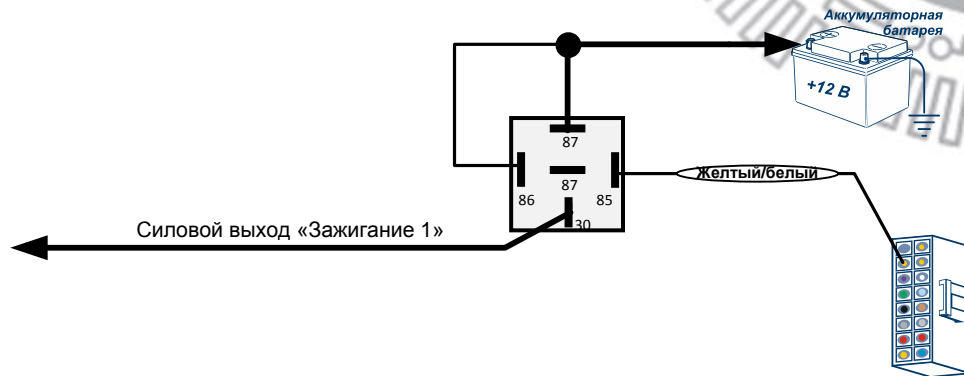 Аккумуляторная
батарея
+12 В
87
87
86
85
30
Желтый/белый
Силовой выход «Зажигание 1»